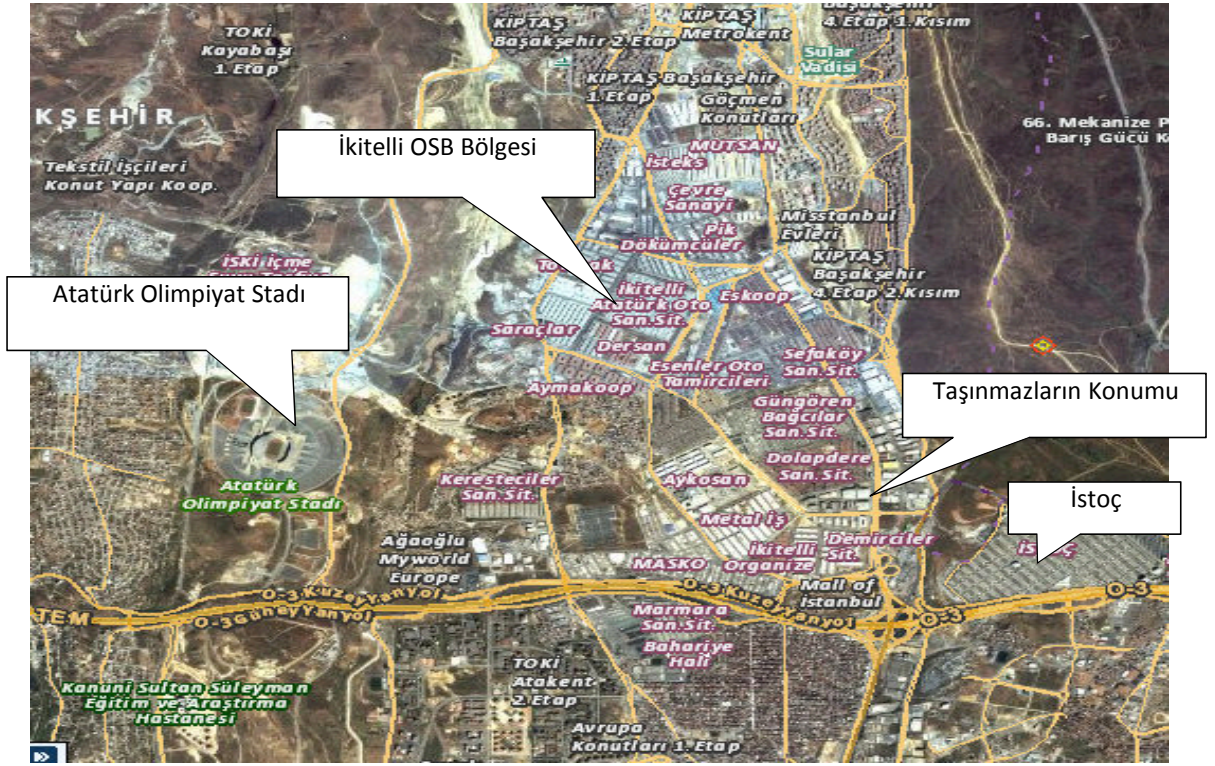 TOKİ
Kayabaşı
1. Etap
KİPTAŞ
Başakşehir 2. Etap
KİPTAŞ
Metrokent
Başakşehir
4. Etap 1. Kısım
Sular
Vadisi
KİPTAŞ Başakşehir
1. Etap
Göçmen
Konutları
KŞEHİR
66. Mekanize P
Barış Gücü K
Tekstil İşçileri
Konut Yapı Koop.
İkitelli OSB Bölgesi
MUTSAN
İsteks
Çevre
Sanayi
Pik
Dökümcüler
Misstanbul
Evleri
KİPTAŞ
Başakşehir
4. Etap 2. Kısım
İSKİ İçme
Atatürk Olimpiyat Stadı
İkitelli
Atatürk Oto
San. Sit.
Eskoop
Saraçlar
Dersan
Esenler Oto
Tamircileri
Sefaköy
San. Sit.
Aymakoop
Güngören
Bağcılar
San. Sit.
Taşınmazların Konumu
Dolapdere
San. Sit.
Keresteciler
San. Sit.
Aykosan
Atatürk
Olimpiyat Stadı
İstoç
Metal İş
Demirciler
Sit.
İSTOÇ
Ağaoğlu
Myworld
Europe
MASKO
İkitelli
Organize
Mall of
İstanbul
O-3 Kuzey Yanyol
O-3 Kuzey Yanyol
O-3
O-3
TEM
O-3 Güney Yanyol
Marmara
San. Sit.
Bahariye
Hali
TOKİ
Atakent
2. Etap
Kanuni Sultan Süleyman
Eğitim ve Araştırma
Hastanesi
Avrupa
Konutları 1. Etap